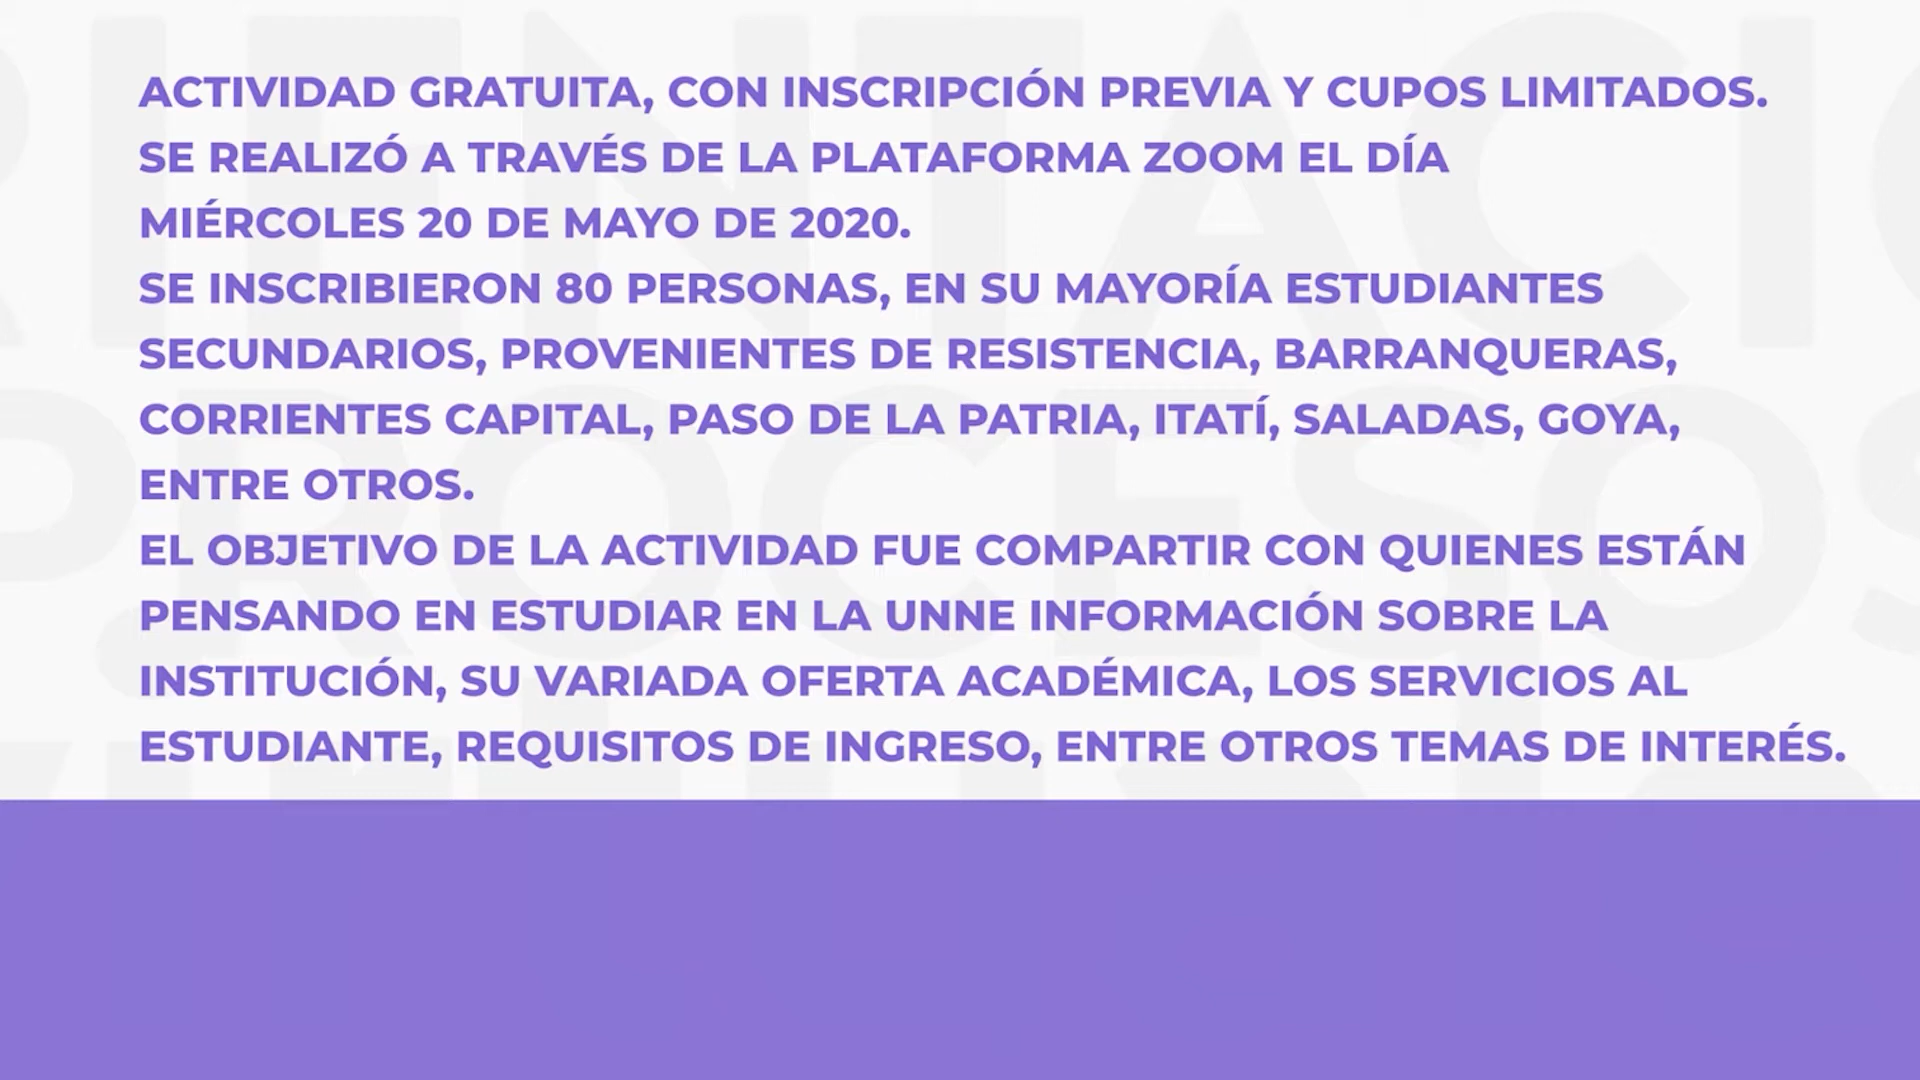 ACTIVIDAD GRATUITA, CON INSCRIPCIÓN PREVIA Y CUPOS LIMITADOS.
SE REALIZÓ A TRAVÉS DE LA PLATAFORMA ZOOM EL DÍA
MIÉRCOLES 20 DE MAYO DE 2020.
SE INSCRIBIERON 80 PERSONAS, EN SU MAYORÍA ESTUDIANTES
SECUNDARIOS, PROVENIENTES DE RESISTENCIA, BARRANQUERAS,
CORRIENTES CAPITAL, PASO DE LA PATRIA, ITATÍ, SALADAS, GOYA,
ENTRE OTROS.
EL OBJETIVO DE LA ACTIVIDAD FUE COMPARTIR CON QUIENES ESTÁN
PENSANDO EN ESTUDIAR EN LA UNNE INFORMACIÓN SOBRE LA
INSTITUCIÓN, SU VARIADA OFERTA ACADÉMICA, LOS SERVICIOS AL
ESTUDIANTE, REQUISITOS DE INGRESO, ENTRE OTROS TEMAS DE INTERÉS.